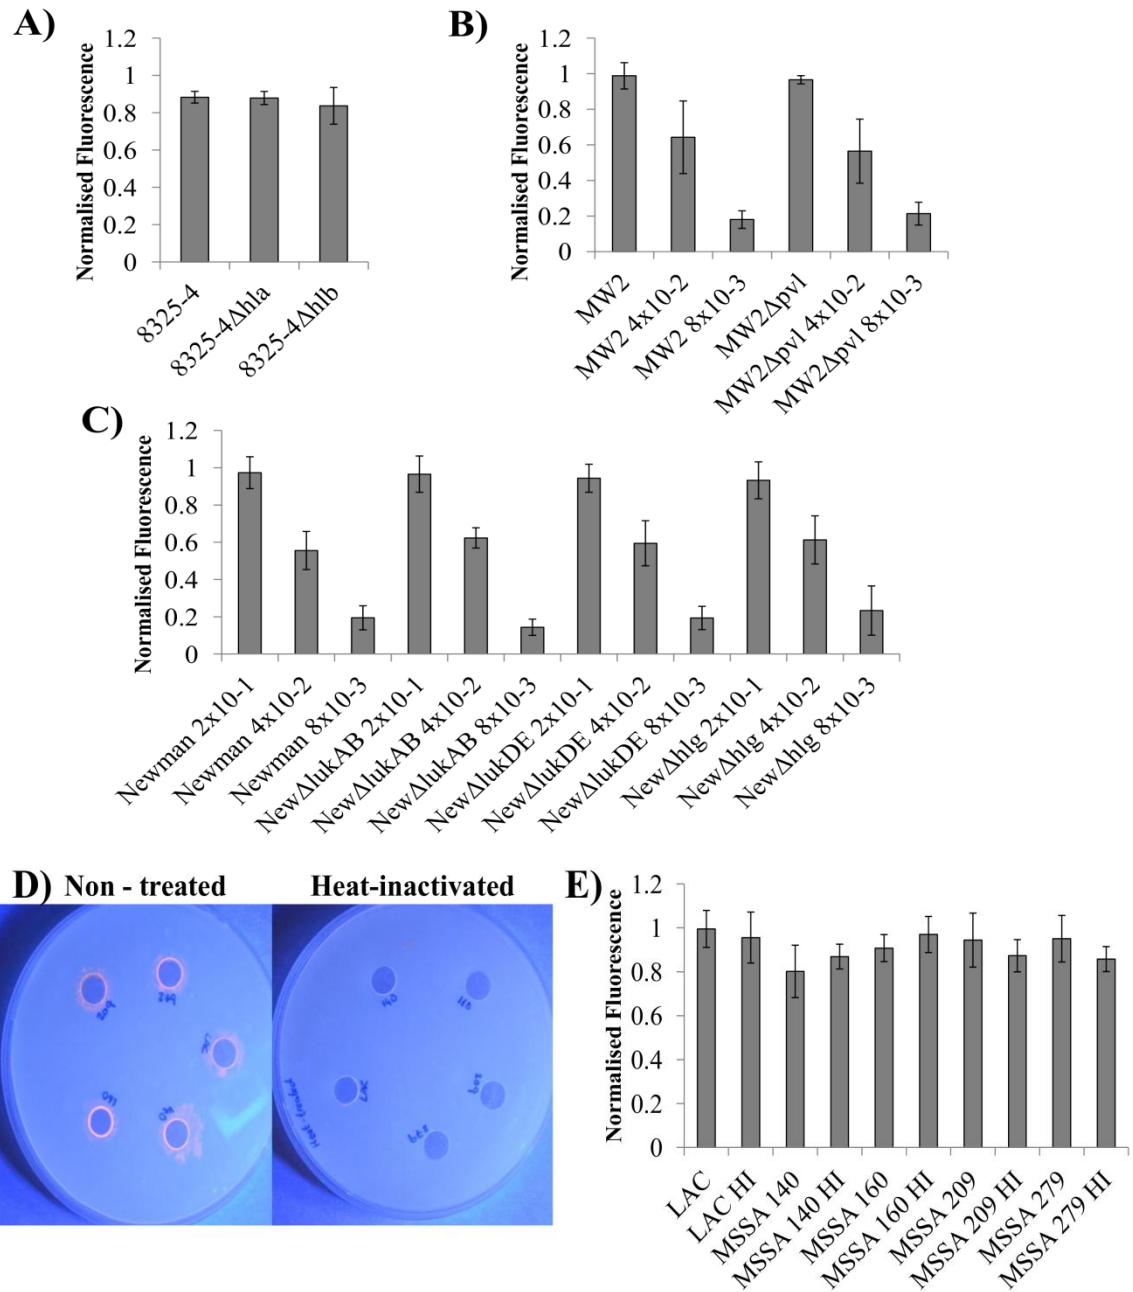 A)
Normalised Fluorescence
1.2
1
0.8
0.6
0.4
0.2
0
8325-4
8325-4Δhla
8325-4Δhlb
B)
Normalised Fluorescence
1.2
1
0.8
0.6
0.4
0.2
0
MW2
MW2 4x10-2
MW2 8x10-3
MW2Δpvl
MW2Δpvl 4x10-2
MW2Δpvl 8x10-3
C)
Normalised Fluorescence
1.2
1
0.8
0.6
0.4
0.2
0
Newman 2x10-1
Newman 4x10-2
Newman 8x10-3
NewΔlukAB 2x10-1
NewΔlukAB 4x10-2
NewΔlukAB 8x10-3
NewΔlukDE 2x10-1
NewΔlukDE 4x10-2
NewΔlukDE 8x10-3
NewΔhlg 2x10-1
NewΔhlg 4x10-2
NewΔhlg 8x10-3
D) Non - treated Heat-inactivated
209
279
LAC
140
160
LAC
209
279
Heat-treated
E)
Normalised Fluorescence
1.2
1
0.8
0.6
0.4
0.2
0
LAC
LAC HI
MSSA 140
MSSA 140 HI
MSSA 160
MSSA 160 HI
MSSA 209
MSSA 209 HI
MSSA 279
MSSA 279 HI